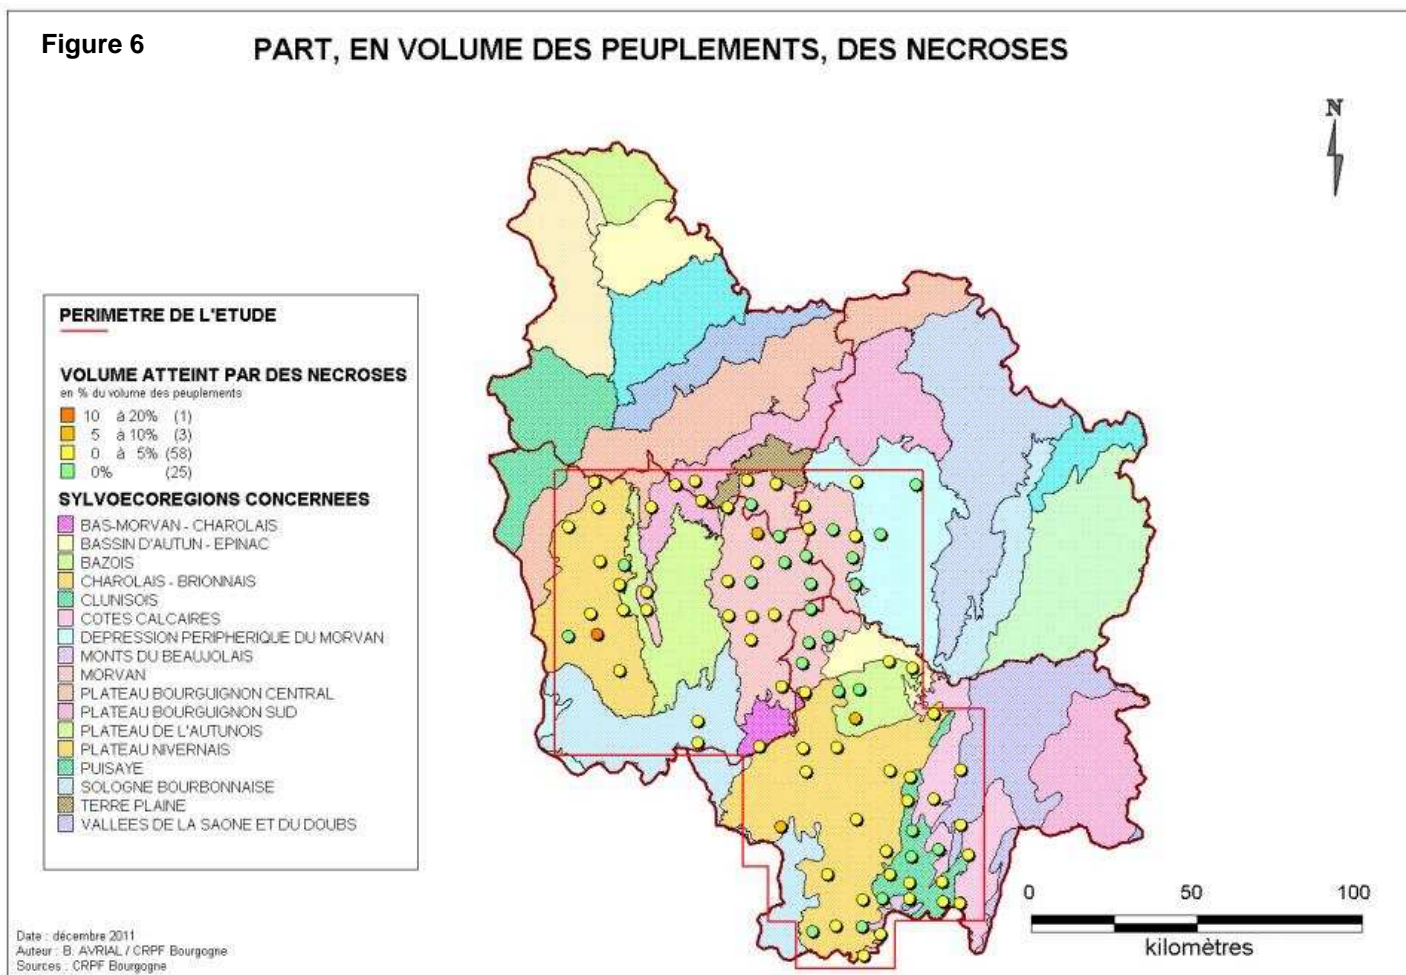 Figure 6
PART, EN VOLUME DES PEUPLEMENTS, DES NECROSES
N
PERIMETRE DE L'ETUDE
VOLUME ATTEINT PAR DES NECROSES
en % du volume des peuplements
10 à 20% (1)
5 à 10% (3)
0 à 5% (58)
0% (25)
SYLVOECOREGIONS CONCERNEES
BAS-MORVAN - CHAROLAIS
BASSIN D'AUTUN - EPINAC
BAZOIS
CHAROLAIS - BRIONNAIS
CLUNISOIS
COTES CALCAIRES
DEPRESSION PERIPHERIQUE DU MORVAN
MONTS DU BEAUJOLAIS
MORVAN
PLATEAU BOURGUIGNON CENTRAL
PLATEAU BOURGUIGNON SUD
PLATEAU DE L'AUTUNOIS
PLATEAU NIVERNAIS
PUISAYE
SOLOGNE BOURBONNAISE
TERRE PLAINE
VALLEES DE LA SAONE ET DU DOUBS
0 50 100
kilomètres
Date : décembre 2011
Auteur : B. AVRIAL / CRPF Bourgogne
Sources : CRPF Bourgogne